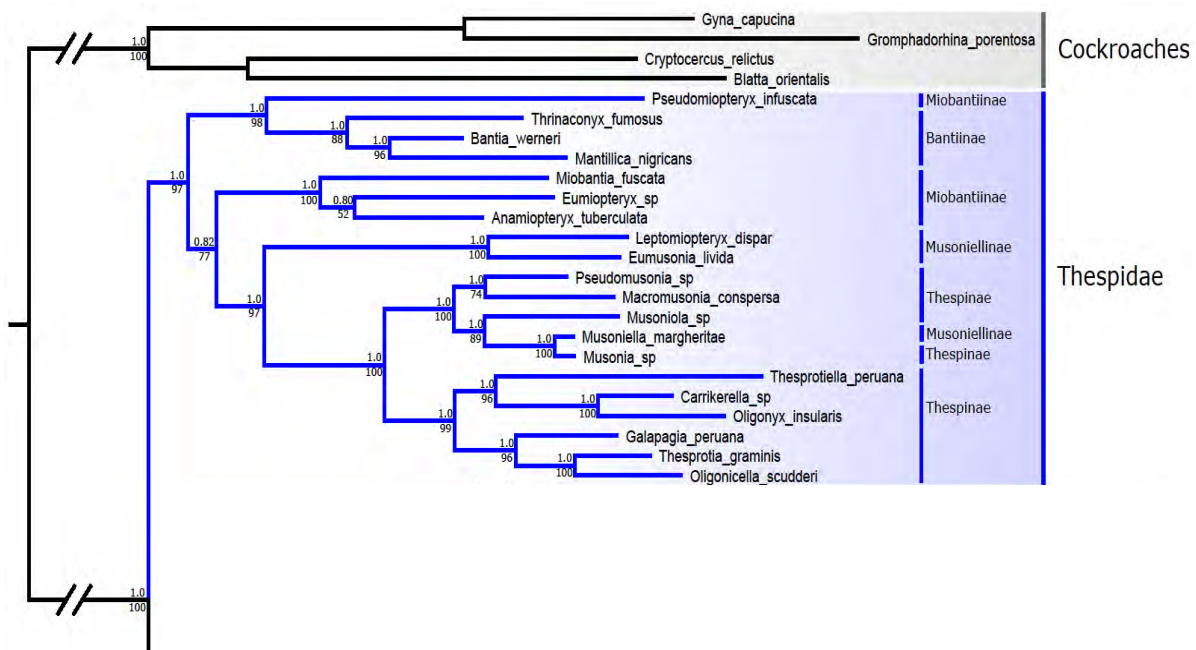 Gyna_capucina
Gromphadorhina_porentosa
1.0
100
Cockroaches
Cryptocercus_relictus
Blatta_orientalis
Pseudomiopteryx_infuscata
Miobantiinae
1.0
98
Thrinaconyx_fumosus
1.0
88
Bantia_werneri
Bantiinae
1.0
96
Mantillica_nigricans
1.0
97
Miobantia_fuscata
1.0
100
Eumiopteryx_sp
Miobantiinae
0.80
52
Anamiopteryx_tuberculata
0.82
77
Leptomiopteryx_dispar
1.0
100
Musoniellinae
Eumusonia_livida
Thespidae
Pseudomusonia_sp
1.0
74
Macromusonia_conspersa
Thespinae
1.0
97
1.0
100
Musoniola_sp
1.0
89
Musoniella_margheritae
Musoniellinae
1.0
100
Musonia_sp
Thespinae
1.0
100
Thesprotiella_peruana
1.0
96
Carrikerella_sp
1.0
100
Thespinae
Oligonyx_insularis
1.0
99
Galapagia_peruana
1.0
96
Thesprotia_graminis
1.0
100
Oligonicella_scudderi
1.0
100